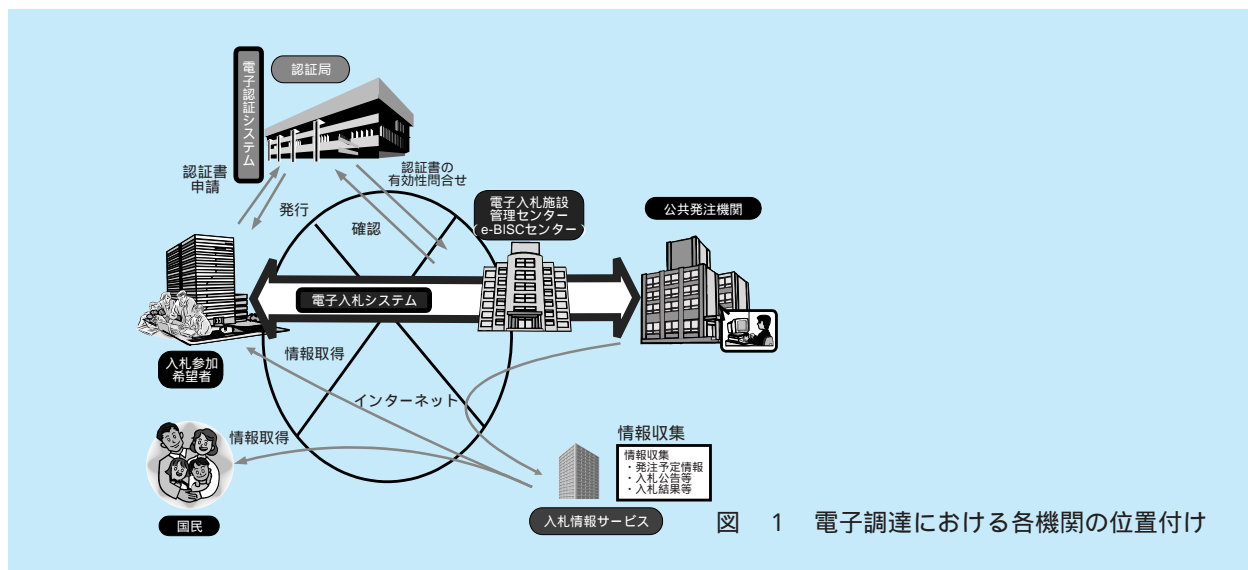 電子認証システム
認証局
認証書
申請
発行
認証書の
有効性問合せ
確認
電子入札施設
管理センター
(e-BISCセンター)
公共発注機関
電子入札システム
入札参加
希望者
情報取得
インターネット
情報取得
国民
情報収集
情報収集
・発注予定情報
・入札公告等
・入札結果等
入札情報サービス
図 1 電子調達における各機関の位置付け